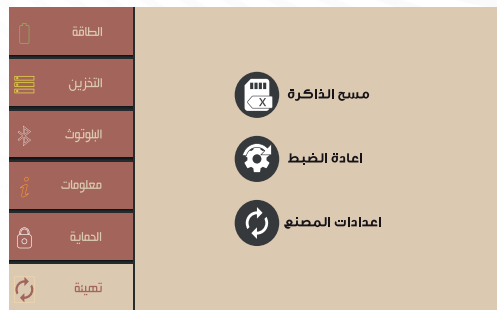 الطاقة
التخزين
البلوتوث
معلومات
الحماية
تهيئة
مسح الذاكرة
اعادة الضبط
اعدادات المصنع